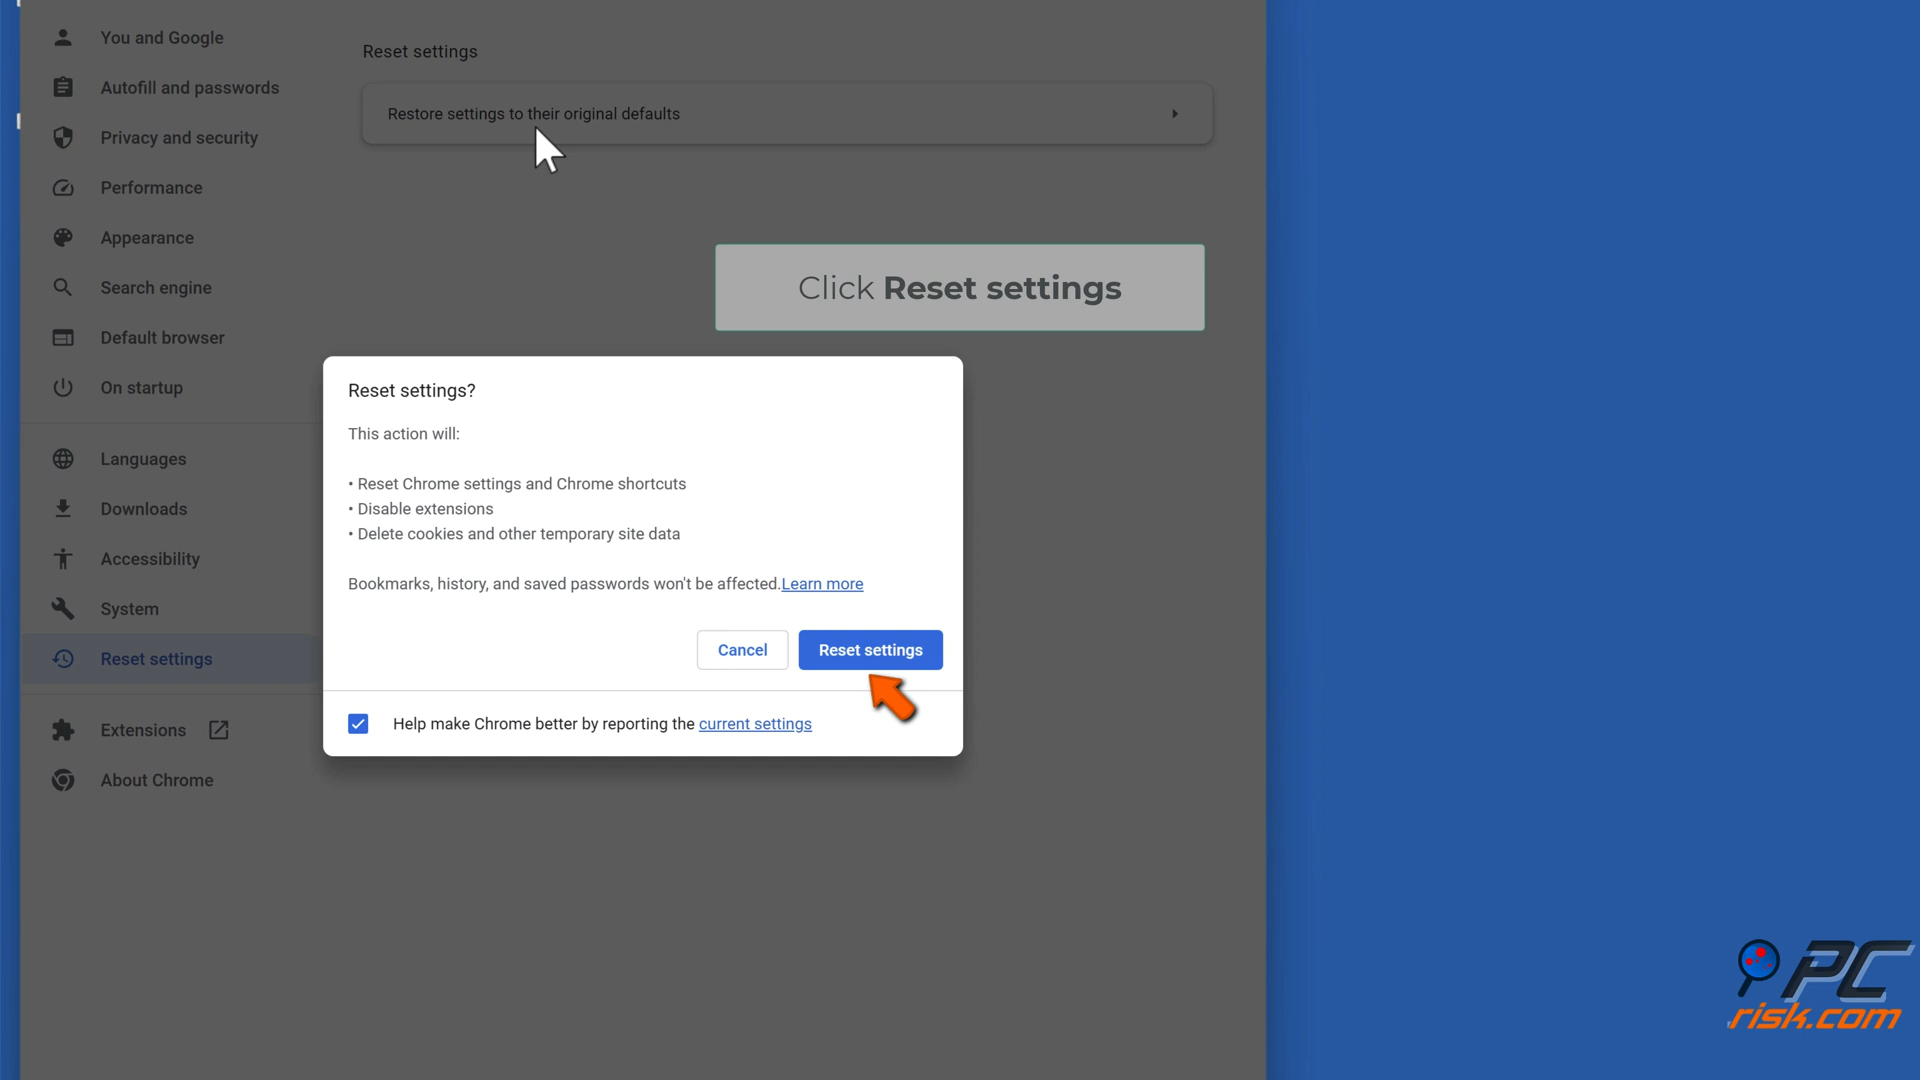 You and Google
Autofill and passwords
Privacy and security
Performance
Appearance
Search engine
Default browser
On startup
Languages
Downloads
Accessibility
System
Reset settings
Extensions
About Chrome
Reset settings
Restore settings to their original defaults
Click Reset settings
Reset settings?
This action will:
• Reset Chrome settings and Chrome shortcuts
• Disable extensions
• Delete cookies and other temporary site data
Bookmarks, history, and saved passwords won't be affected.Learn more
Cancel
Reset settings
Help make Chrome better by reporting the current settings
PC
risk.com